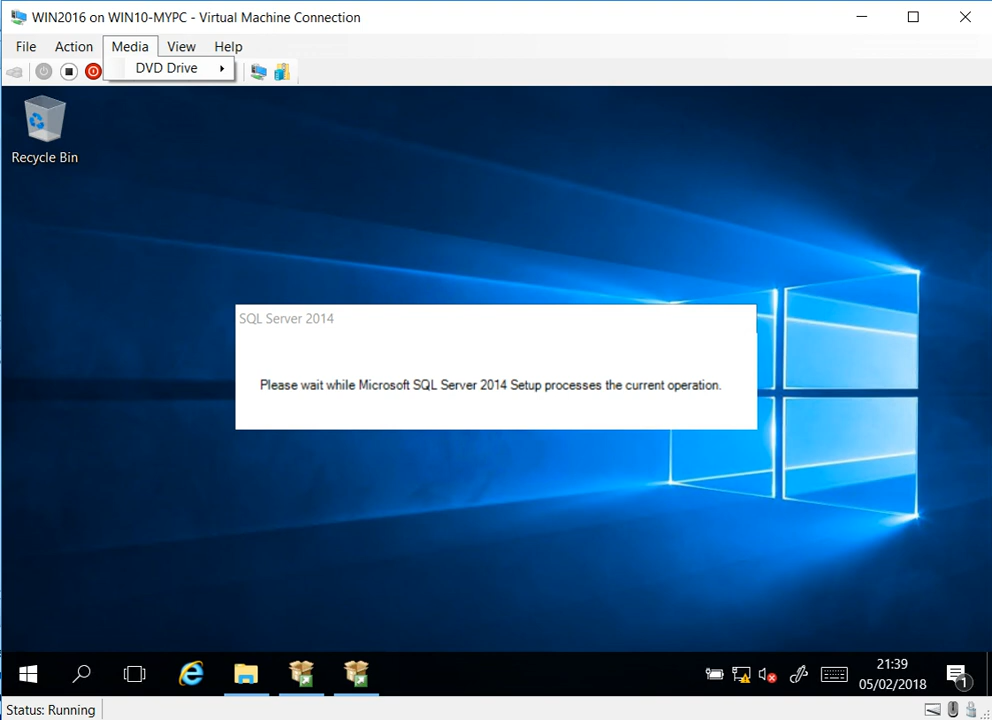 WIN2016 on WIN10-MYPC - Virtual Machine Connection
File Action Media View Help
DVD Drive
Recycle Bin
SQL Server 2014
Please wait while Microsoft SQL Server 2014 Setup processes the current operation.
21:39
05/02/2018
1
Status: Running